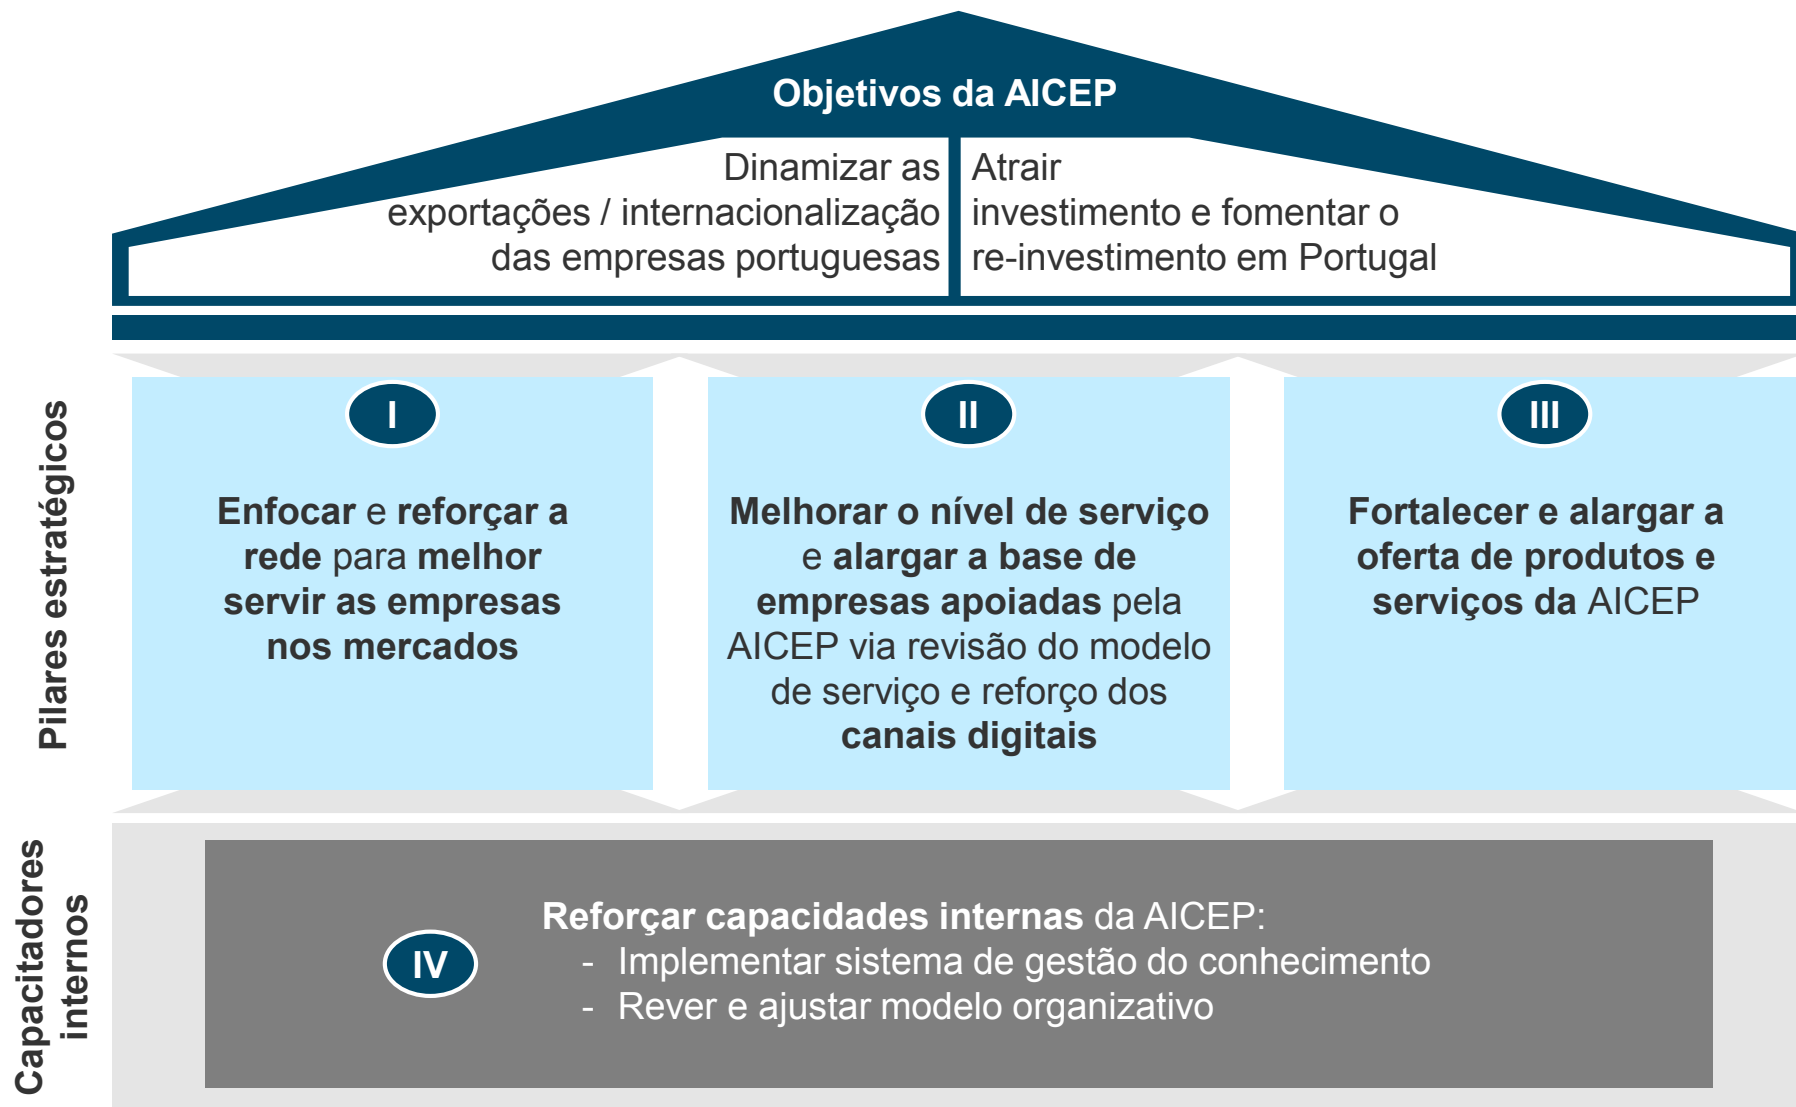 Objetivos da AICEP
Dinamizar as
exportações / internacionalização
das empresas portuguesas
Atrair
investimento e fomentar o
re-investimento em Portugal
Pilares estratégicos
I
Enfocar e reforçar a
rede para melhor
servir as empresas
nos mercados
II
Melhorar o nível de serviço
e alargar a base de
empresas apoiadas pela
AICEP via revisão do modelo
de serviço e reforço dos
canais digitais
III
Fortalecer e alargar a
oferta de produtos e
serviços da AICEP
Capacitadores
internos
IV
Reforçar capacidades internas da AICEP:
- Implementar sistema de gestão do conhecimento
- Rever e ajustar modelo organizativo